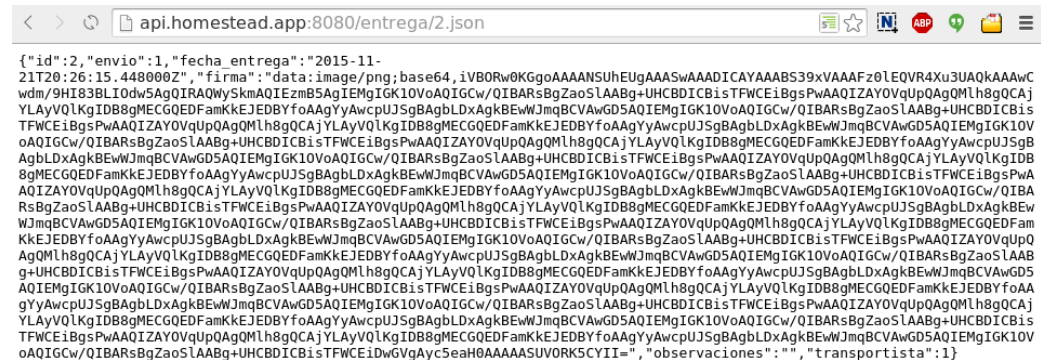 api.homestead.app:8080/entrega/2.json
N ABP
{"id":2,"envio":1,"fecha_entrega":"2015-11-
21T20:26:15.448000Z","firma":"data:image/png;base64,iVBORw0KGgoAAAANSUhEUgAAASwAAADICAYAAABS39xVAAAFz0lEQVR4Xu3UAQkAAAwC
wdm/9HI83BLIOdw5AgQIRAQWySkmAQIEzmB5AgIEMgIGK1OVoAQIGCw/QIBARsBgZaoSlAABg+UHCBDICBisTFWCEiBgsPwAAQIZAYOVqUpQAgQMlh8gQCAj
YLAyVQlKgIDB8gMECGQEDFamKkEJEDBYfoAAgYyAwcpUJSgBAgbLDxAgkBEwWJmqBCVAwGD5AQIEMgIGK1OVoAQIGCw/QIBARsBgZaoSlAABg+UHCBDICBis
TFWCEiBgsPwAAQIZAYOVqUpQAgQMlh8gQCAjYLAyVQlKgIDB8gMECGQEDFamKkEJEDBYfoAAgYyAwcpUJSgBAgbLDxAgkBEwWJmqBCVAwGD5AQIEMgIGK1OV
oAQIGCw/QIBARsBgZaoSlAABg+UHCBDICBisTFWCEiBgsPwAAQIZAYOVqUpQAgQMlh8gQCAjYLAyVQlKgIDB8gMECGQEDFamKkEJEDBYfoAAgYyAwcpUJSgB
AgbLDxAgkBEwWJmqBCVAwGD5AQIEMgIGK1OVoAQIGCw/QIBARsBgZaoSlAABg+UHCBDICBisTFWCEiBgsPwAAQIZAYOVqUpQAgQMlh8gQCAjYLAyVQlKgIDB
8gMECGQEDFamKkEJEDBYfoAAgYyAwcpUJSgBAgbLDxAgkBEwWJmqBCVAwGD5AQIEMgIGK1OVoAQIGCw/QIBARsBgZaoSlAABg+UHCBDICBisTFWCEiBgsPwA
AQIZAYOVqUpQAgQMlh8gQCAjYLAyVQlKgIDB8gMECGQEDFamKkEJEDBYfoAAgYyAwcpUJSgBAgbLDxAgkBEwWJmqBCVAwGD5AQIEMgIGK1OVoAQIGCw/QIBA
RsBgZaoSlAABg+UHCBDICBisTFWCEiBgsPwAAQIZAYOVqUpQAgQMlh8gQCAjYLAyVQlKgIDB8gMECGQEDFamKkEJEDBYfoAAgYyAwcpUJSgBAgbLDxAgkBEw
WJmqBCVAwGD5AQIEMgIGK1OVoAQIGCw/QIBARsBgZaoSlAABg+UHCBDICBisTFWCEiBgsPwAAQIZAYOVqUpQAgQMlh8gQCAjYLAyVQlKgIDB8gMECGQEDFam
KkEJEDBYfoAAgYyAwcpUJSgBAgbLDxAgkBEwWJmqBCVAwGD5AQIEMgIGK1OVoAQIGCw/QIBARsBgZaoSlAABg+UHCBDICBisTFWCEiBgsPwAAQIZAYOVqUpQ
AgQMlh8gQCAjYLAyVQlKgIDB8gMECGQEDFamKkEJEDBYfoAAgYyAwcpUJSgBAgbLDxAgkBEwWJmqBCVAwGD5AQIEMgIGK1OVoAQIGCw/QIBARsBgZaoSlAAB
g+UHCBDICBisTFWCEiBgsPwAAQIZAYOVqUpQAgQMlh8gQCAjYLAyVQlKgIDB8gMECGQEDFamKkEJEDBYfoAAgYyAwcpUJSgBAgbLDxAgkBEwWJmqBCVAwGD5
AQIEMgIGK1OVoAQIGCw/QIBARsBgZaoSlAABg+UHCBDICBisTFWCEiBgsPwAAQIZAYOVqUpQAgQMlh8gQCAjYLAyVQlKgIDB8gMECGQEDFamKkEJEDBYfoAA
gYyAwcpUJSgBAgbLDxAgkBEwWJmqBCVAwGD5AQIEMgIGK1OVoAQIGCw/QIBARsBgZaoSlAABg+UHCBDICBisTFWCEiBgsPwAAQIZAYOVqUpQAgQMlh8gQCAj
YLAyVQlKgIDB8gMECGQEDFamKkEJEDBYfoAAgYyAwcpUJSgBAgbLDxAgkBEwWJmqBCVAwGD5AQIEMgIGK1OVoAQIGCw/QIBARsBgZaoSlAABg+UHCBDICBis
TFWCEiBgsPwAAQIZAYOVqUpQAgQMlh8gQCAjYLAyVQlKgIDB8gMECGQEDFamKkEJEDBYfoAAgYyAwcpUJSgBAgbLDxAgkBEwWJmqBCVAwGD5AQIEMgIGK1OV
oAQIGCw/QIBARsBgZaoSlAABg+UHCBDICBisTFWCEiDwGVgAyc5eaH0AAAAASUVORK5CYII=","observaciones":"","transportista":1}